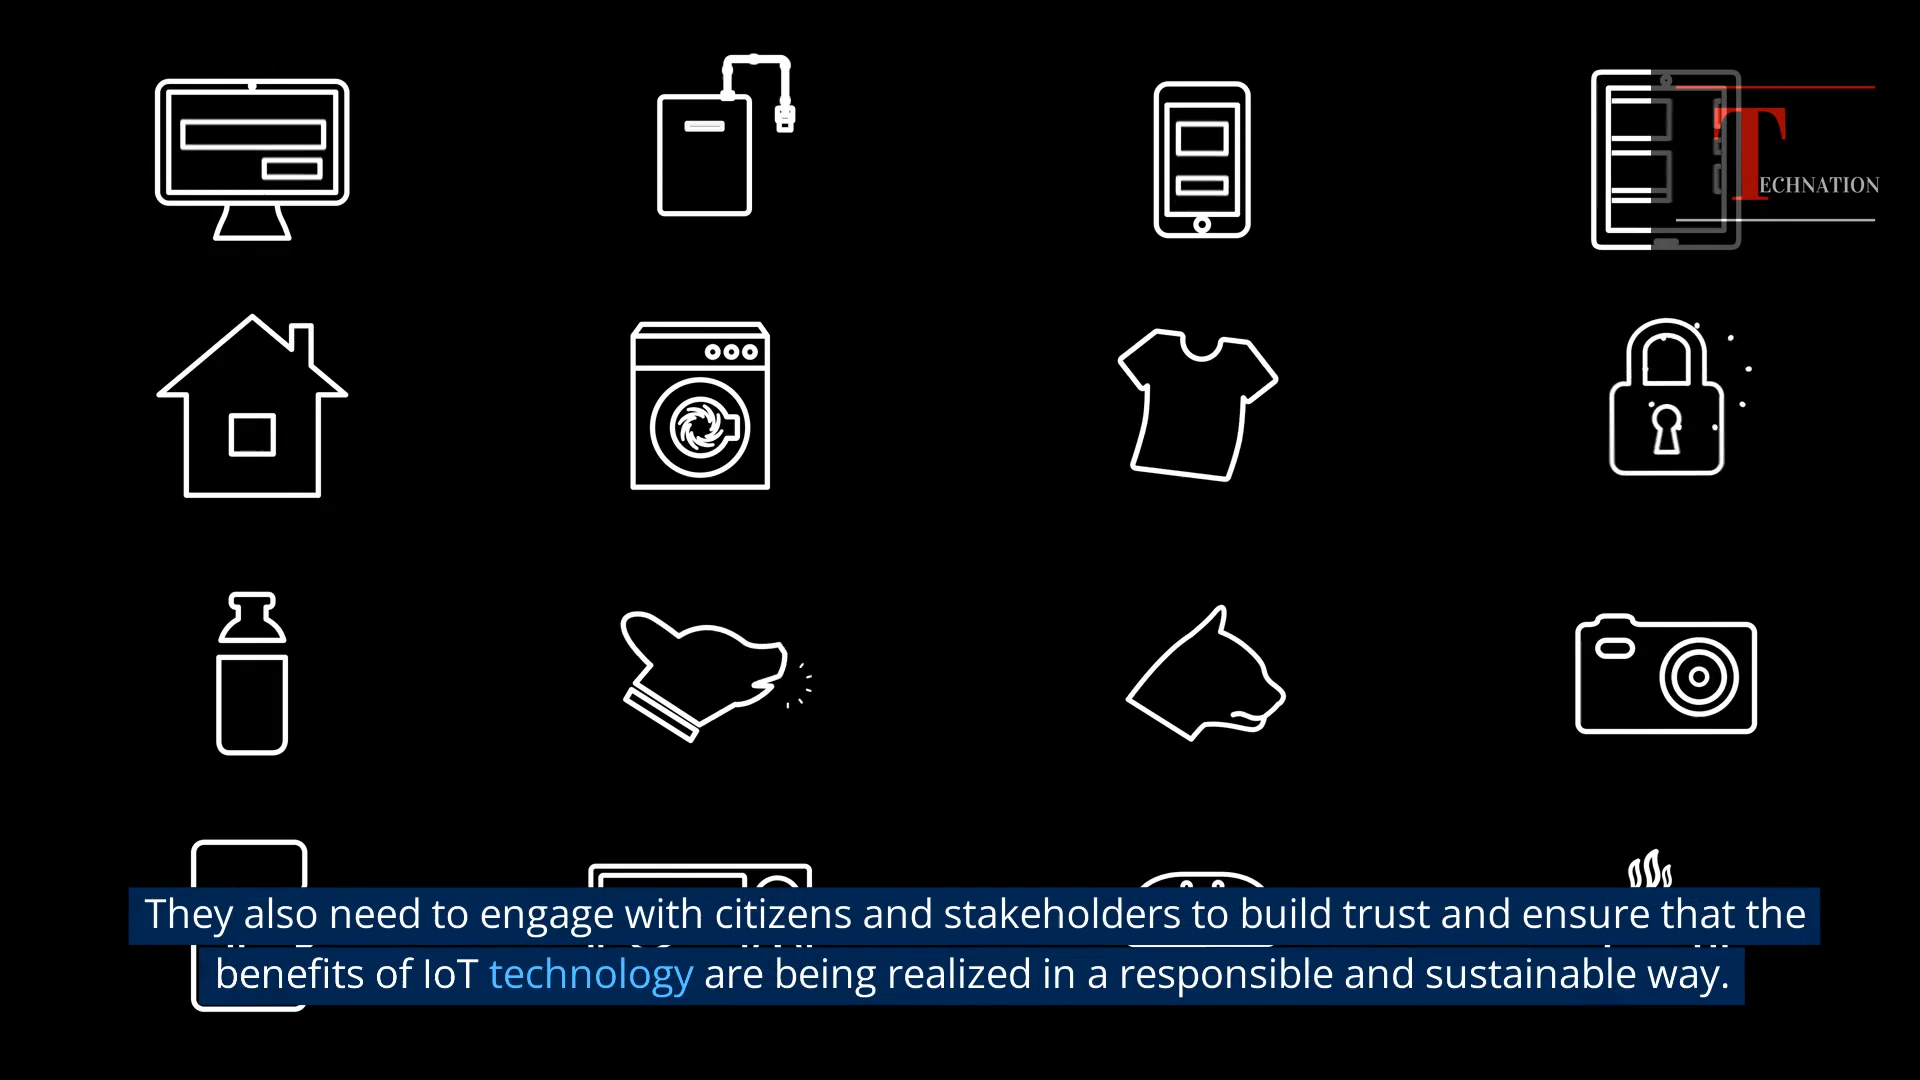 TECHNATION
They also need to engage with citizens and stakeholders to build trust and ensure that the
benefits of IoT technology are being realized in a responsible and sustainable way.